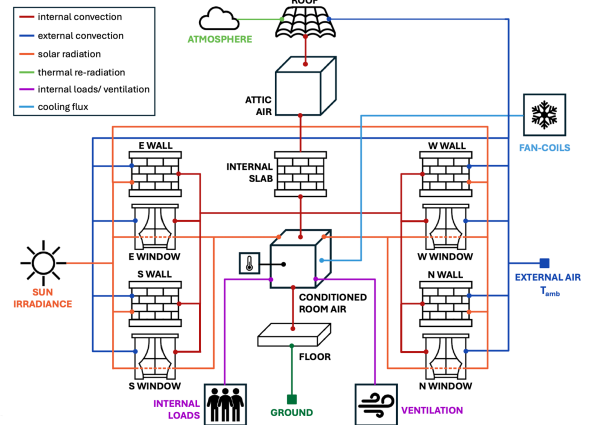 ROOF
internal convection
external convection
solar radiation
thermal re-radiation
internal loads/ ventilation
cooling flux
ATMOSPHERE
ATTIC
AIR
FAN-COILS
E WALL
W WALL
INTERNAL
SLAB
E WINDOW
W WINDOW
SUN
IRRADIANCE
S WALL
N WALL
EXTERNAL AIR
Tamb
CONDITIONED
ROOM AIR
FLOOR
S WINDOW
N WINDOW
INTERNAL
LOADS
GROUND
VENTILATION